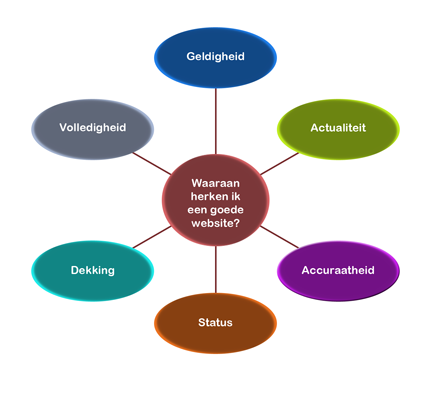 Geldigheid
Volledigheid
Actualiteit
Waaraan
herken ik
een goede
website?
Dekking
Accuraatheid
Status